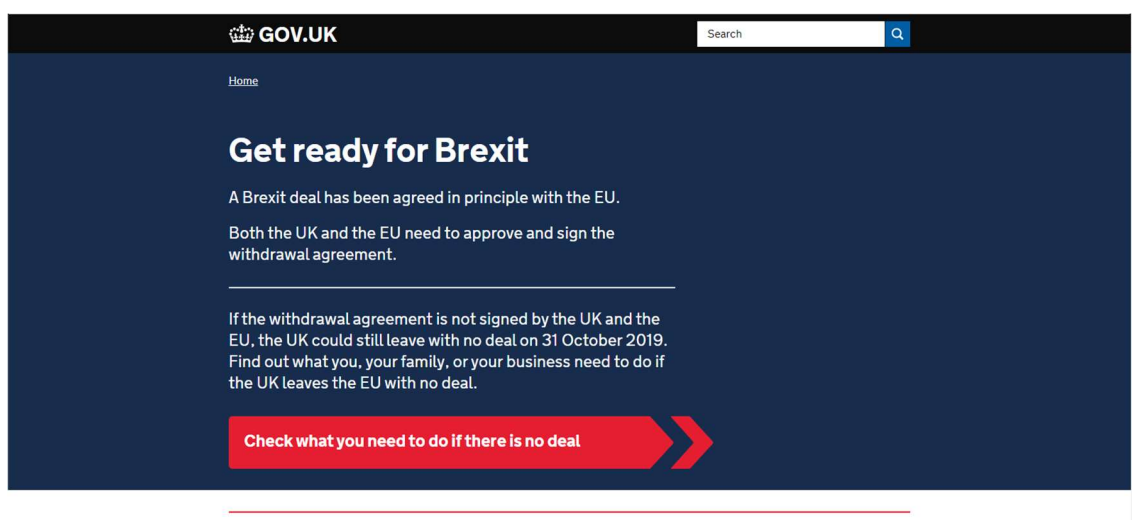 GOV.UK
Search
Home
Get ready for Brexit
A Brexit deal has been agreed in principle with the EU.
Both the UK and the EU need to approve and sign the
withdrawal agreement.
If the withdrawal agreement is not signed by the UK and the
EU, the UK could still leave with no deal on 31 October 2019.
Find out what you, your family, or your business need to do if
the UK leaves the EU with no deal.
Check what you need to do if there is no deal